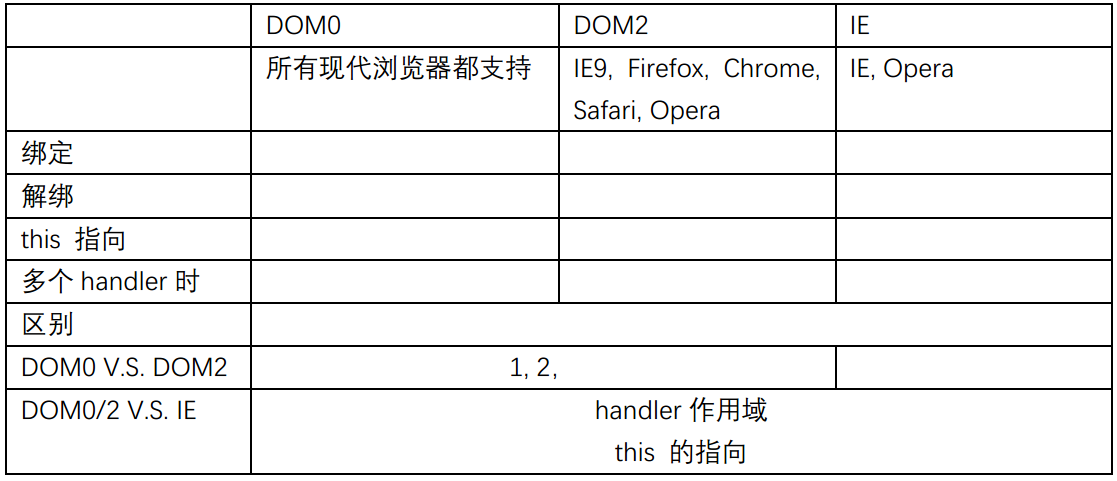 DOM0 DOM2 IE
所有现代浏览器都支持 IE9, Firefox, Chrome, IE, Opera
Safari, Opera
绑定
解绑
this 指向
多个 handler 时
区别
DOM0 V.S. DOM2 1, 2,
DOM0/2 V.S. IE handler 作用域
this 的指向